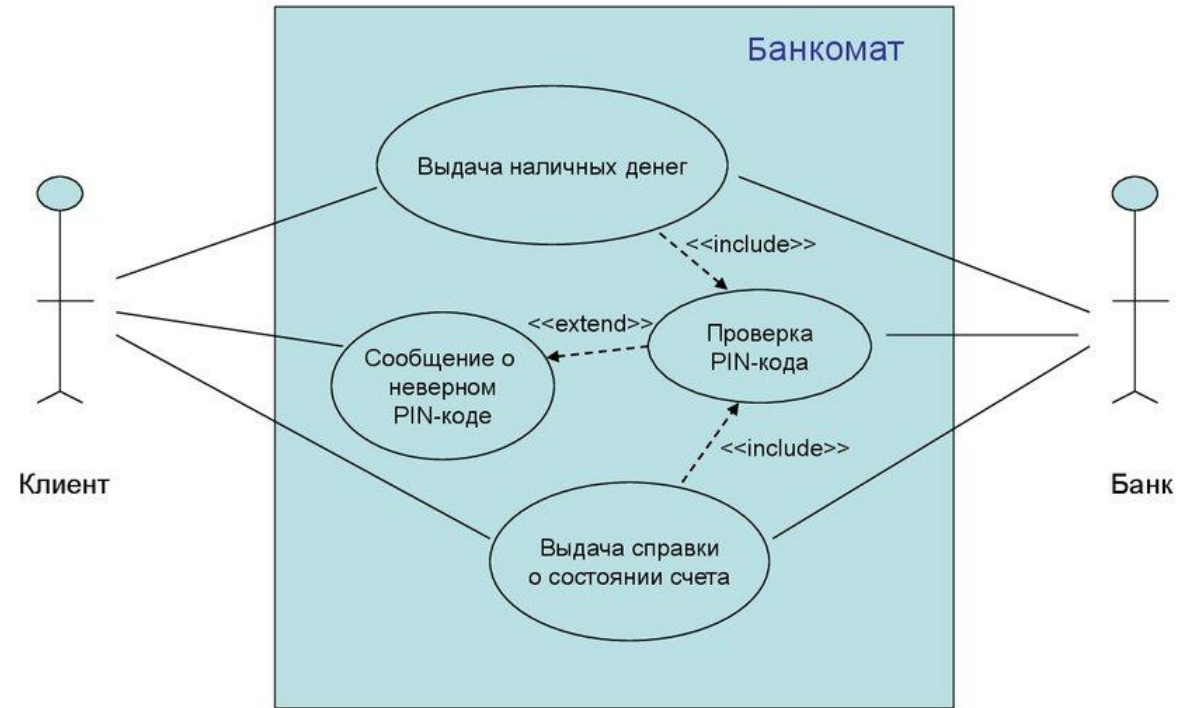 Банкомат
Выдача наличных денег
<<include>>
<<extend>>
Проверка
PIN-кода
Сообщение о
неверном
PIN-коде
<<include>>
Клиент
Банк
Выдача справки
о состоянии счета